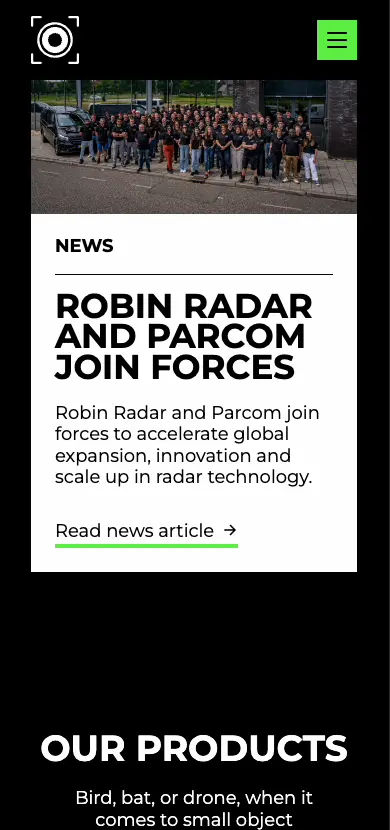 NEWS
ROBIN RADAR
AND PARCOM
JOIN FORCES
Robin Radar and Parcom join
forces to accelerate global
expansion, innovation and
scale up in radar technology.
Read news article →
OUR PRODUCTS
Bird, bat, or drone, when it
comes to small object